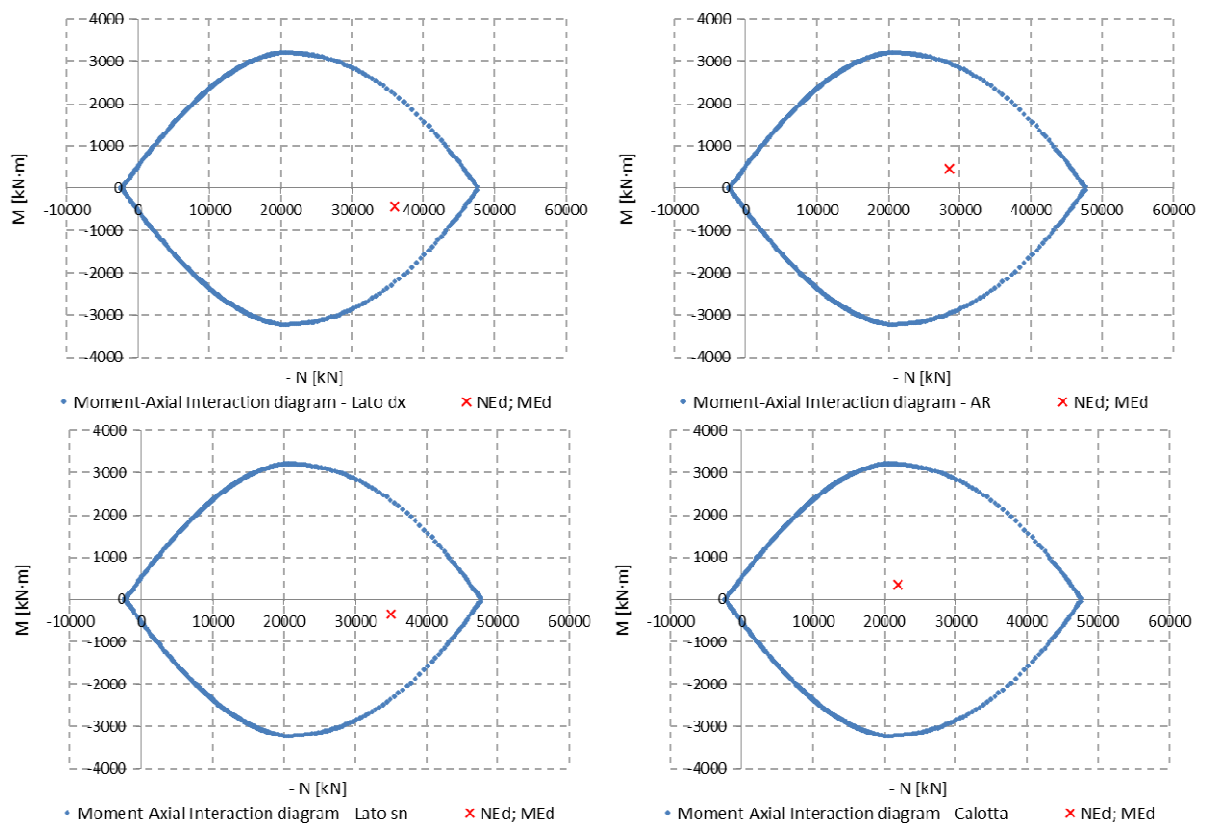 4000
3000
2000
1000
0
-1000
-2000
-3000
-4000
-10000 0 10000 20000 30000 40000 50000 60000
M [kN·m]
- N [kN]
Moment-Axial Interaction diagram - Lato dx
NEd; MEd
4000
3000
2000
1000
0
-1000
-2000
-3000
-4000
-10000 0 10000 20000 30000 40000 50000 60000
M [kN·m]
- N [kN]
Moment-Axial Interaction diagram - AR
NEd; MEd
4000
3000
2000
1000
0
-1000
-2000
-3000
-4000
-10000 0 10000 20000 30000 40000 50000 60000
M [kN·m]
- N [kN]
Moment Axial Interaction diagram Lato sn
NEd; MEd
4000
3000
2000
1000
0
-1000
-2000
-3000
-4000
-10000 0 10000 20000 30000 40000 50000 60000
M [kN·m]
- N [kN]
Moment Axial Interaction diagram Calotta
NEd; MEd